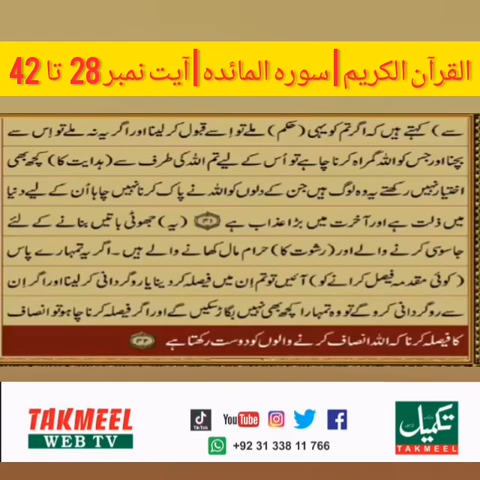 القرآن الکریم | سورہ المائدہ | آیت نمبر 28 تا 42
سے) کہتے ہیں کہ اگر تم کو یہی (حکم) ملے تو اسے قبول کر لینا اور اگر یہ نہ ملے تو اس سے
بچنا اور جس کو اللہ گمراہ کرنا چاہے تو اُس کے لیے تم اللہ کی طرف سے (ہدایت کا) کچھ بھی
اختیار نہیں رکھتے یہ وہ لوگ ہیں جن کے دلوں کو اللہ نے پاک کرنا نہیں چاہا اُن کے لیے دنیا
میں ذلت ہے اور آخرت میں بڑا عذاب ہے ﴿۴۱﴾ (یہ) جھوٹی باتیں بنانے کے لئے
جاسوسی کرنے والے اور (رشوت کا) حرام مال کھانے والے ہیں ۔ اگر یہ تمہارے پاس
(کوئی مقدمہ فیصل کرانے کو) آئیں تو تم اِن میں فیصلہ کر دینا یا روگردانی کر لینا اور اگر اِن
سے روگردانی کرو گے تو وہ تمہارا کچھ بھی نہیں بگاڑ سکیں گے اور اگر فیصلہ کرنا چاہو تو انصاف
کا فیصلہ کرنا کہ اللہ انصاف کرنے والوں کو دوست رکھتا ہے ﴿۴۲﴾
TAKMEEL
WEB TV
TikTok
YouTube
+92 31 338 11 766
تکمیل
TAKMEEL